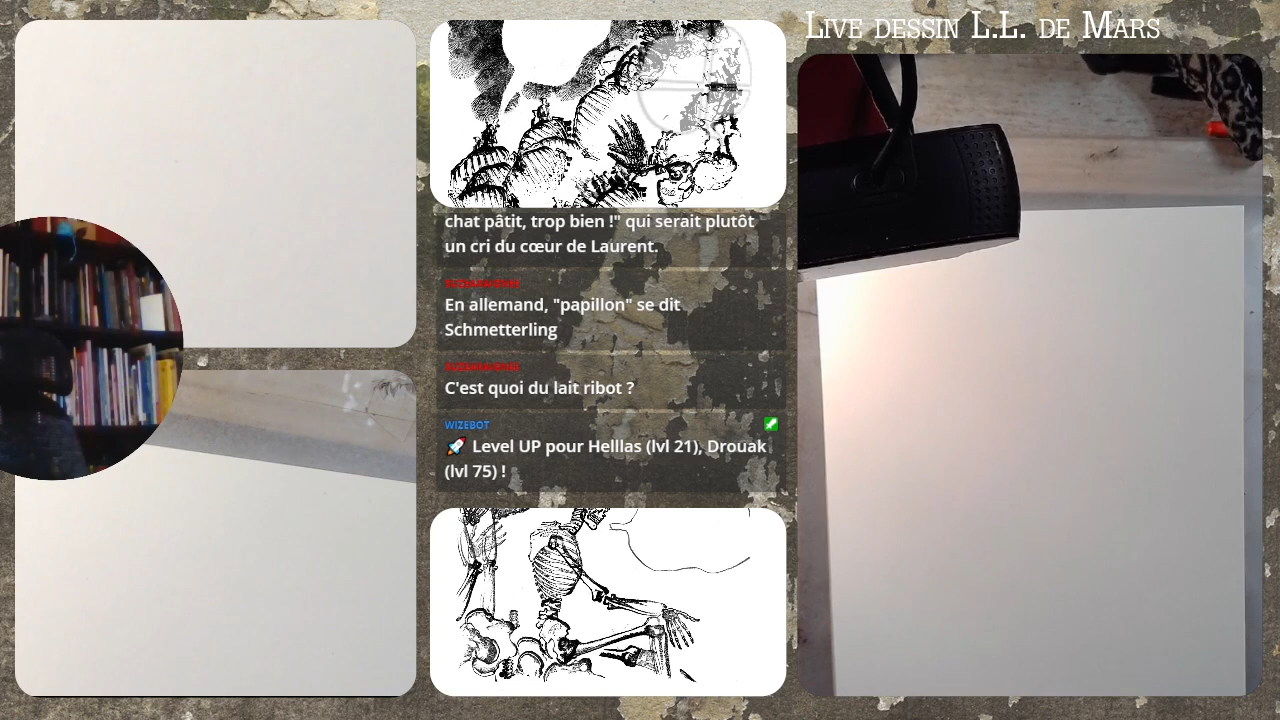 Live dessin L.L. de Mars
chat pâtit, trop bien !" qui serait plutôt
un cri du cœur de Laurent.
En allemand, "papillon" se dit
Schmetterling
C'est quoi du lait ribot ?
WIZEBOT
🚀 Level UP pour Helllas (lvl 21), Drouak
(lvl 75) !